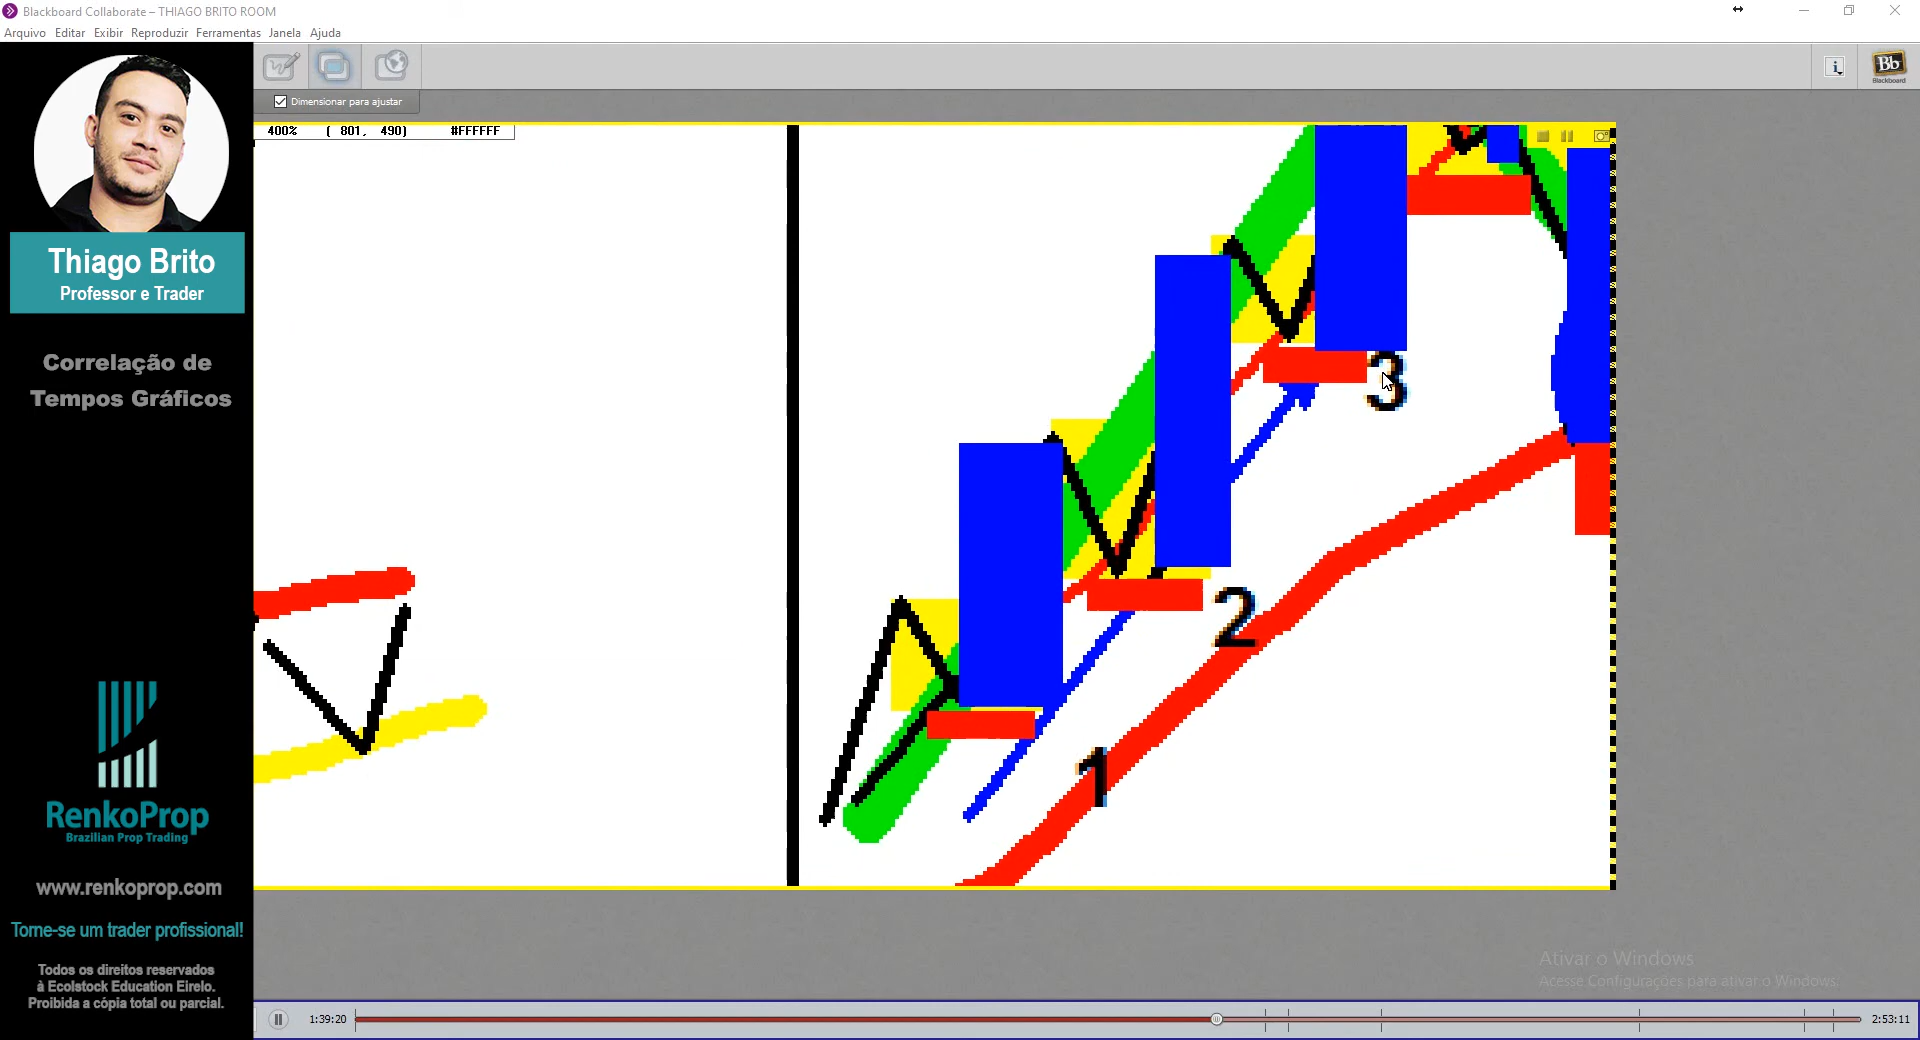 Blackboard Collaborate – THIAGO BRITO ROOM
Arquivo Editar Exibir Reproduzir Ferramentas Janela Ajuda
Dimensionar para ajustar
i
Bb
Blackboard
400% ( 801, 490) #FFFFFF
Thiago Brito
Professor e Trader
Correlação de
Tempos Gráficos
3
2
1
RenkoProp
Brazilian Prop Trading
www.renkoprop.com
Torne-se um trader profissional!
Todos os direitos reservados
à Ecolstock Education Eirelo.
Proibida a cópia total ou parcial.
Ativar o Windows
Acesse Configurações para ativar o Windows.
1:39:20
2:53:11